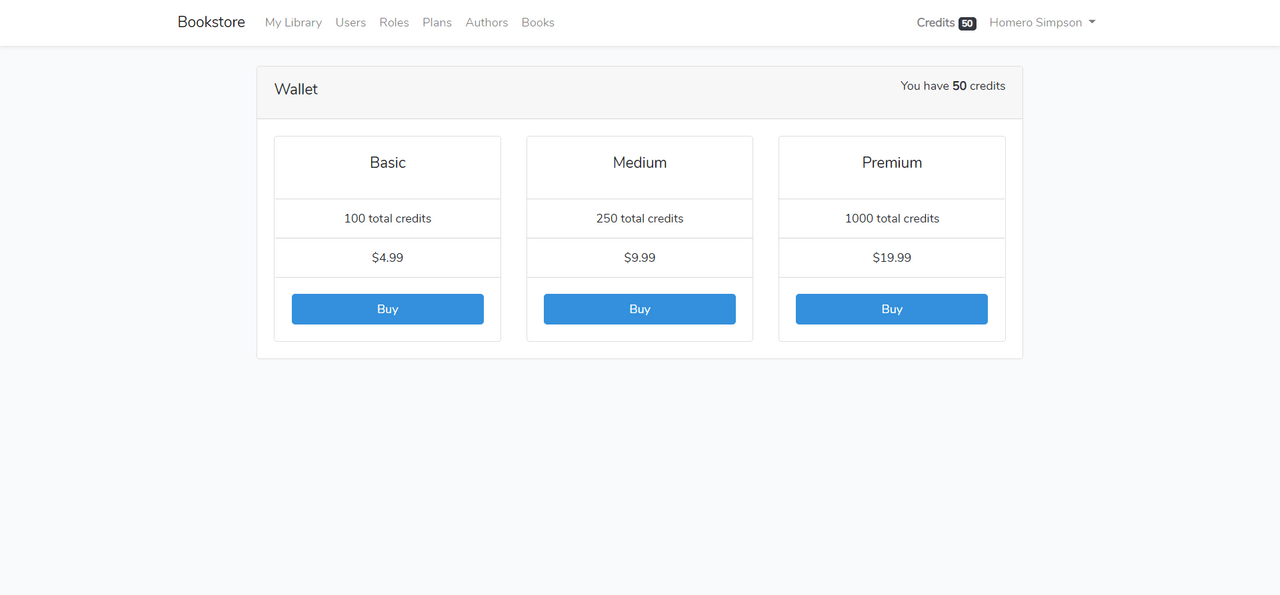 Bookstore My Library Users Roles Plans Authors Books Credits 50 Homero Simpson
Wallet You have 50 credits
Basic Medium Premium
100 total credits 250 total credits 1000 total credits
$4.99 $9.99 $19.99
Buy Buy Buy